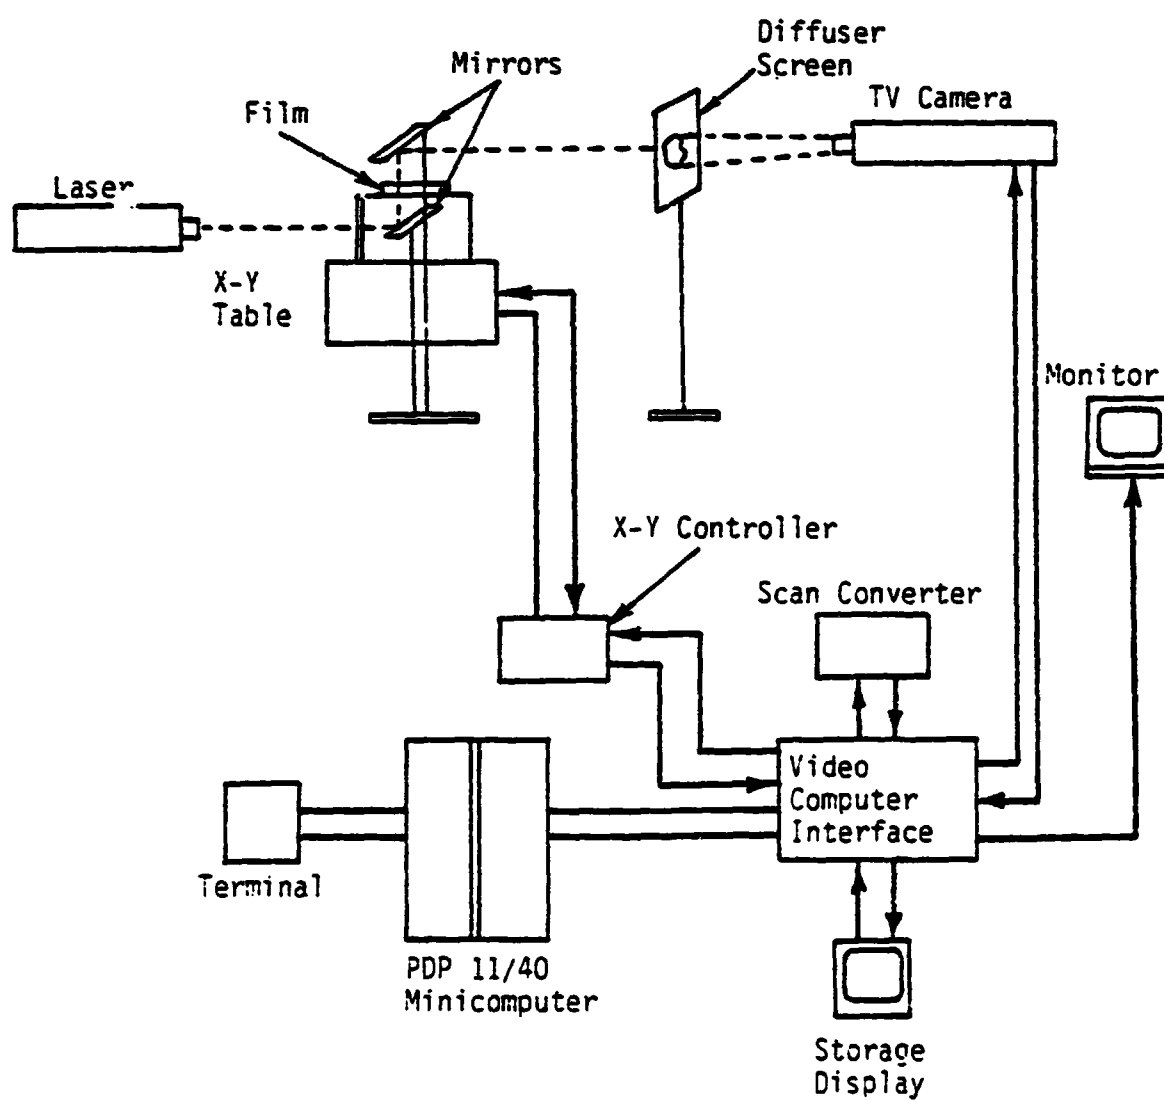 Diffuser
Screen
Mirrors
TV Camera
Film
Laser
X-Y
Table
Monitor
X-Y Controller
Scan Converter
Video
Computer
Interface
Terminal
PDP 11/40
Minicomputer
Storage
Display